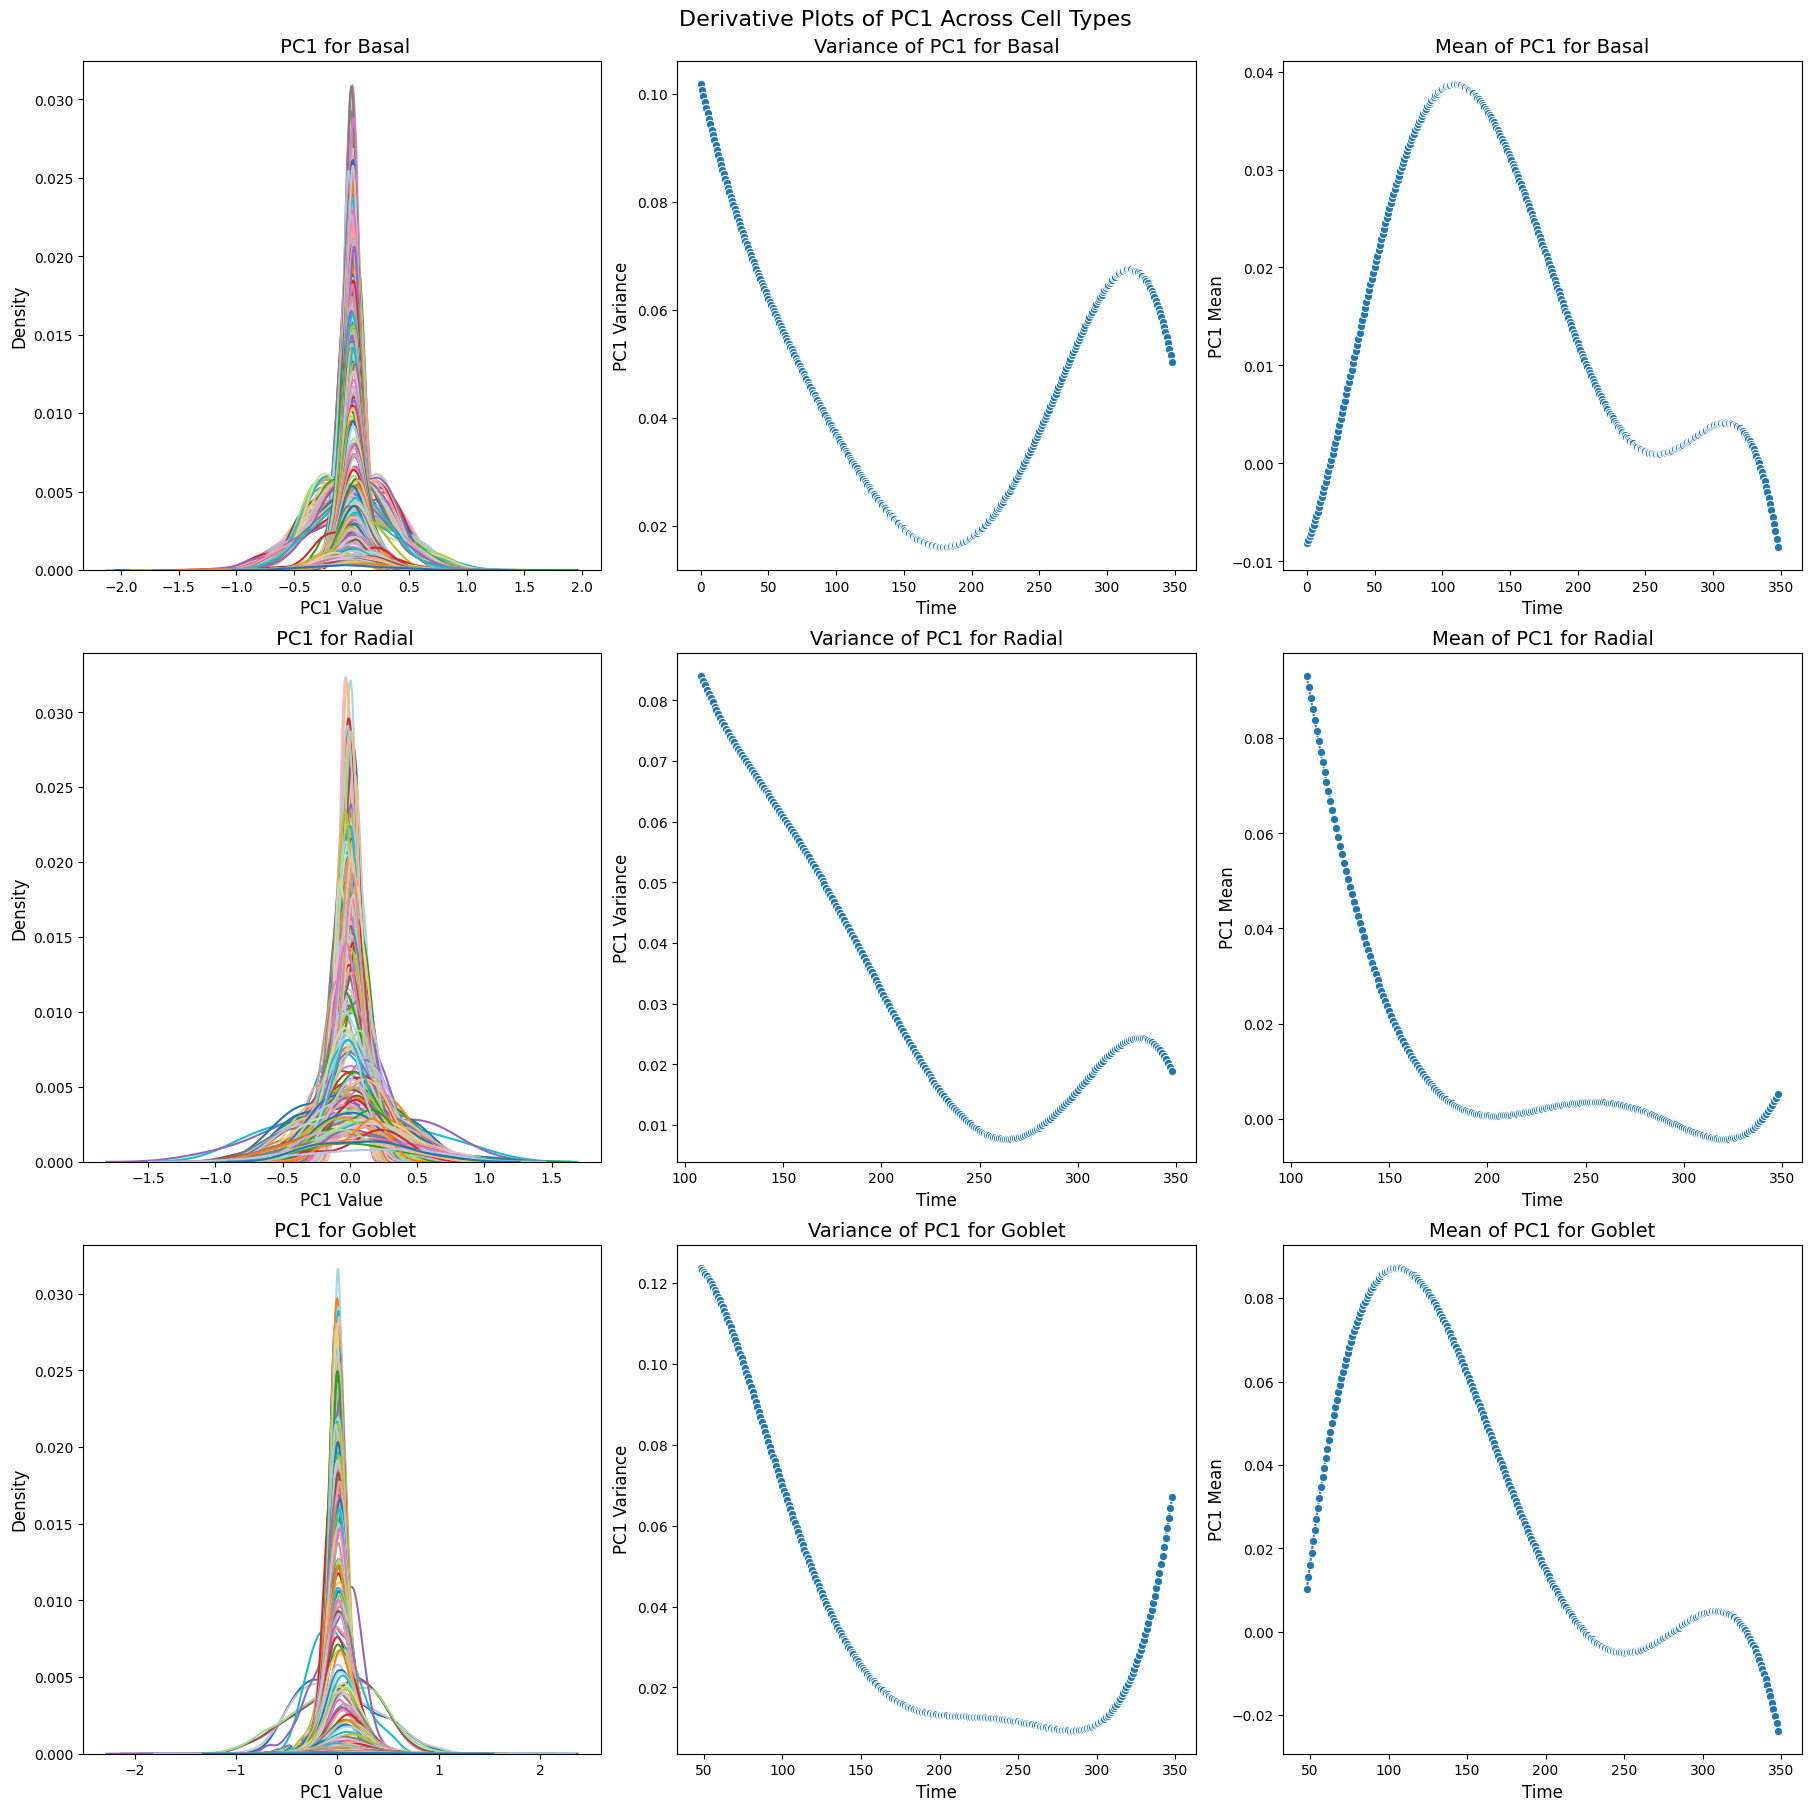 Derivative Plots of PC1 Across Cell Types
PC1 for Basal
Density
0.030
0.025
0.020
0.015
0.010
0.005
0.000
−2.0 −1.5 −1.0 −0.5 0.0 0.5 1.0 1.5 2.0
PC1 Value
Variance of PC1 for Basal
PC1 Variance
0.10
0.08
0.06
0.04
0.02
0 50 100 150 200 250 300 350
Time
Mean of PC1 for Basal
PC1 Mean
0.04
0.03
0.02
0.01
0.00
−0.01
0 50 100 150 200 250 300 350
Time
PC1 for Radial
Density
0.030
0.025
0.020
0.015
0.010
0.005
0.000
−1.5 −1.0 −0.5 0.0 0.5 1.0 1.5
PC1 Value
Variance of PC1 for Radial
PC1 Variance
0.08
0.07
0.06
0.05
0.04
0.03
0.02
0.01
100 150 200 250 300 350
Time
Mean of PC1 for Radial
PC1 Mean
0.08
0.06
0.04
0.02
0.00
100 150 200 250 300 350
Time
PC1 for Goblet
Density
0.030
0.025
0.020
0.015
0.010
0.005
0.000
−2 −1 0 1 2
PC1 Value
Variance of PC1 for Goblet
PC1 Variance
0.12
0.10
0.08
0.06
0.04
0.02
50 100 150 200 250 300 350
Time
Mean of PC1 for Goblet
PC1 Mean
0.08
0.06
0.04
0.02
0.00
−0.02
50 100 150 200 250 300 350
Time